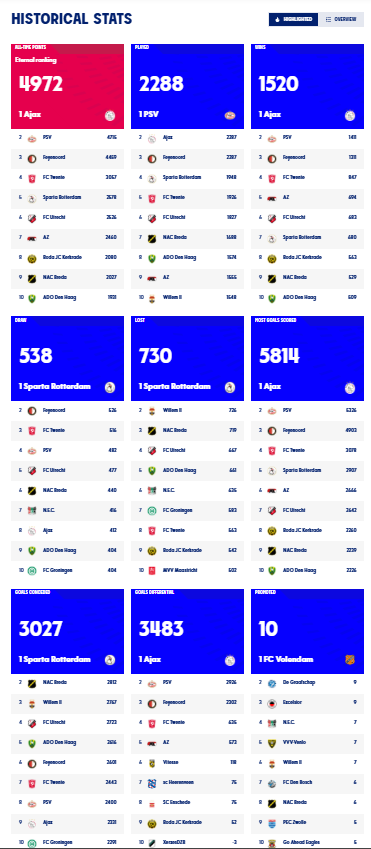 HISTORICAL STATS
HIGHLIGHTED
OVERVIEW
ALL-TIME POINTS
Eternal ranking
4972
1 Ajax
2 PSV 4715
3 Feyenoord 4459
4 FC Twente 3057
5 Sparta Rotterdam 2578
6 FC Utrecht 2526
7 AZ 2460
8 Roda JC Kerkrade 2080
9 NAC Breda 2027
10 ADO Den Haag 1931
PLAYED
2288
1 PSV
2 Ajax 2287
3 Feyenoord 2287
4 Sparta Rotterdam 1948
5 FC Twente 1926
6 FC Utrecht 1827
7 NAC Breda 1688
8 ADO Den Haag 1574
9 AZ 1555
10 Willem II 1548
WINS
1520
1 Ajax
2 PSV 1411
3 Feyenoord 1311
4 FC Twente 847
5 AZ 694
6 FC Utrecht 683
7 Sparta Rotterdam 680
8 Roda JC Kerkrade 563
9 NAC Breda 529
10 ADO Den Haag 509
DRAW
538
1 Sparta Rotterdam
2 Feyenoord 526
3 FC Twente 516
4 PSV 482
5 FC Utrecht 477
6 NAC Breda 440
7 N.E.C. 416
8 Ajax 412
9 ADO Den Haag 404
10 FC Groningen 404
LOST
730
1 Sparta Rotterdam
2 Willem II 726
3 NAC Breda 719
4 FC Utrecht 667
5 ADO Den Haag 661
6 N.E.C. 635
7 FC Groningen 583
8 FC Twente 563
9 Roda JC Kerkrade 542
10 MVV Maastricht 502
MOST GOALS SCORED
5814
1 Ajax
2 PSV 5326
3 Feyenoord 4903
4 FC Twente 3078
5 Sparta Rotterdam 2907
6 AZ 2666
7 FC Utrecht 2642
8 Roda JC Kerkrade 2260
9 NAC Breda 2239
10 ADO Den Haag 2226
GOALS CONCEDED
3027
1 Sparta Rotterdam
2 NAC Breda 2812
3 Willem II 2767
4 FC Utrecht 2723
5 ADO Den Haag 2616
6 Feyenoord 2601
7 FC Twente 2443
8 PSV 2400
9 Ajax 2331
10 FC Groningen 2291
GOALS DIFFERENTIAL
3483
1 Ajax
2 PSV 2926
3 Feyenoord 2302
4 FC Twente 635
5 AZ 573
6 Vitesse 118
7 sc Heerenveen 75
8 SC Enschede 75
9 Roda JC Kerkrade 52
10 XerxesDZB -3
PROMOTED
10
1 FC Volendam
2 De Graafschap 9
3 Excelsior 9
4 N.E.C. 7
5 VVV-Venlo 7
6 Willem II 7
7 FC Den Bosch 6
8 NAC Breda 6
9 PEC Zwolle 5
10 Go Ahead Eagles 5